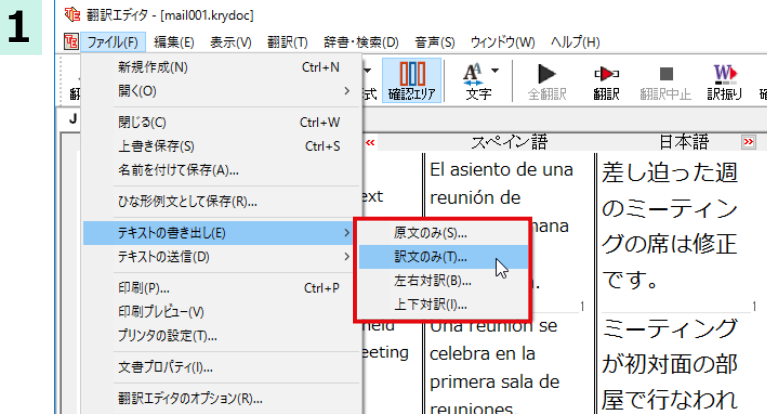 1
翻訳エディタ - [mail001.krydoc]
ファイル(F) 編集(E) 表示(V) 翻訳(T) 辞書・検索(D) 音声(S) ウィンドウ(W) ヘルプ(H)
新規作成(N) Ctrl+N
開く(O) >
閉じる(C) Ctrl+W
上書き保存(S) Ctrl+S
名前を付けて保存(A)...
ひな形例文として保存(R)...
テキストの書き出し(E) >
テキストの送信(D) >
印刷(P)... Ctrl+P
印刷プレビュー(V)
プリンタの設定(T)...
文書プロパティ(I)...
翻訳エディタのオプション(R)...
原文のみ(S)...
訳文のみ(T)...
左右対訳(B)...
上下対訳(I)...
式 確認エリア 文字 全翻訳 翻訳 翻訳中止 訳振り
J
スペイン語 日本語
El asiento de una
reunión de
差し迫った週
のミーティン
グの席は修正
です。
1
1
Una reunión se
celebra en la
primera sala de
reuniones
ミーティング
が初対面の部
屋で行なわれ